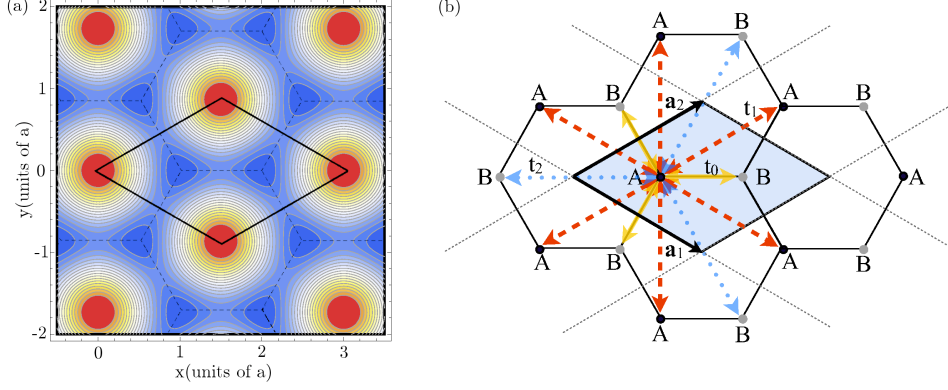 (a)
2
1
0
-1
-2
y(units of a)
0
1
2
3
x(units of a)
(b)
A
B
A
B
A
B
a₂
t₁
B
t₂
A
t₀
B
A
A
B
a₁
A
B
A
B